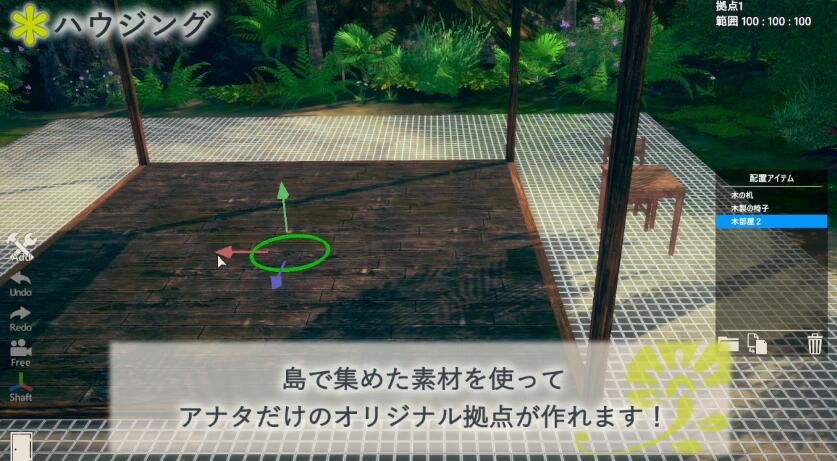 ハウジング
拠点1
範囲 100 : 100 : 100
配置アイテム
木の机
木製の椅子
木部屋 2
Add
Undo
Redo
Free
Shaft
島で集めた素材を使って
アナタだけのオリジナル拠点が作れます！